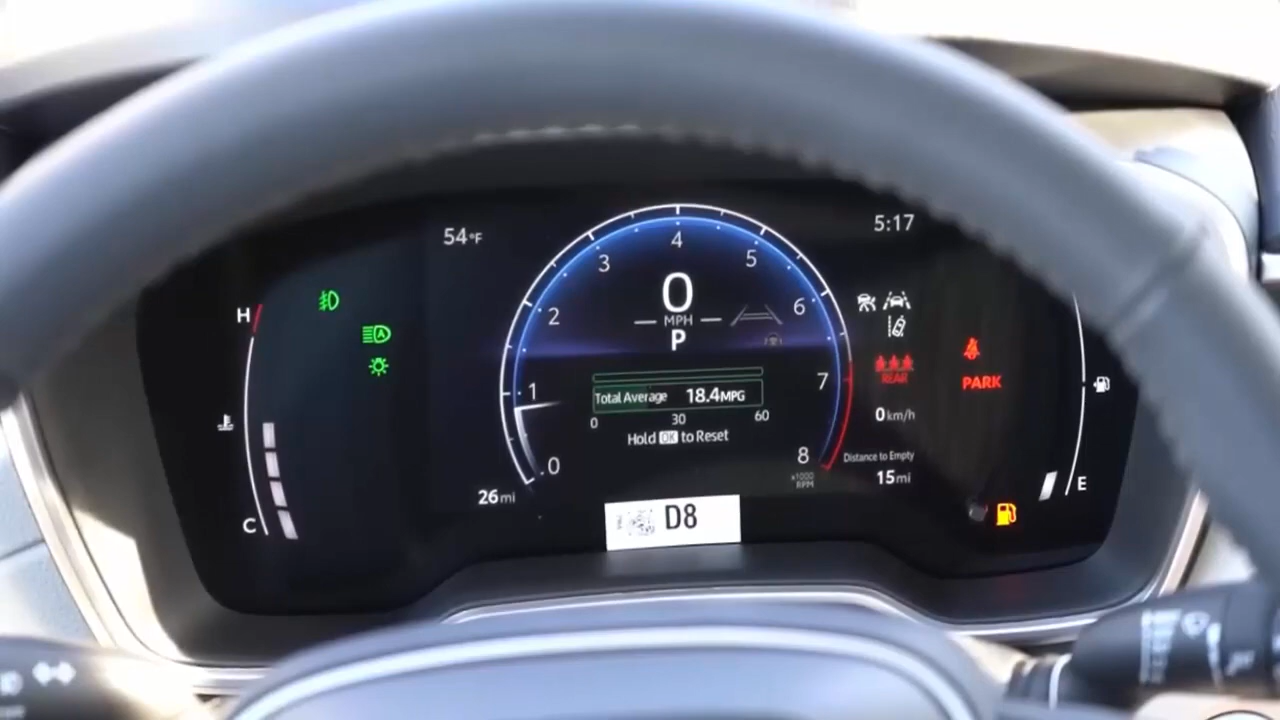 54°F
5:17
H
C
0
1
2
3
4
5
6
7
8
x1000
RPM
0
MPH
P
Total Average 18.4MPG
0 30 60
Hold OK to Reset
26mi
REAR
0km/h
Distance to Empty
15mi
PARK
E
A
D8